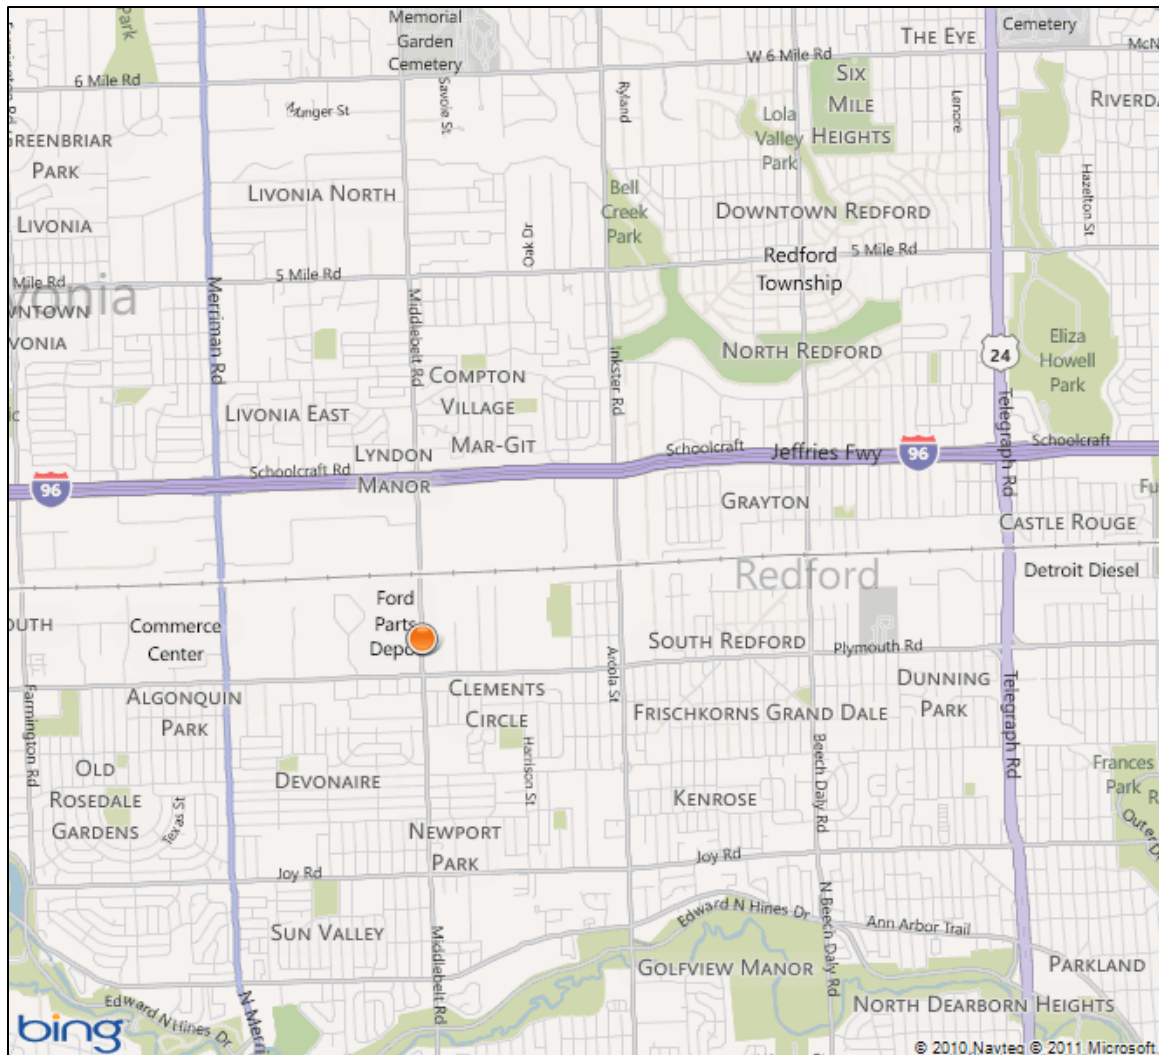 Park
Memorial
Garden
Cemetery
THE EYE
Cemetery
W 6 Mile Rd
6 Mile Rd
SIX
MILE
HEIGHTS
Savoie St
Ryland
Lenore
Lola
Valley
Park
GREENBRIAR
PARK
LIVONIA NORTH
Bell
Creek
Park
Hazelton St
LIVONIA
DOWNTOWN REDFORD
Oak Dr
5 Mile Rd
5 Mile Rd
Mile Rd
Redford
Township
Merriman Rd
Middlebelt Rd
Inkster Rd
NORTH REDFORD
24
Eliza
Howell
Park
COMPTON
VILLAGE
LIVONIA EAST
MAR-GIT
Telegraph Rd
LYNDON
MANOR
Schoolcraft Rd
Schoolcraft
Jeffries Fwy
96
Schoolcraft
96
GRAYTON
CASTLE ROUGE
Redford
Detroit Diesel
Ford
Parts
Depo
Commerce
Center
SOUTH REDFORD
Plymouth Rd
Arcola St
ALGONQUIN
PARK
CLEMENTS
CIRCLE
DUNNING
PARK
FRISCHKORNS GRAND DALE
Farmington Rd
Telegraph Rd
OLD
ROSEDALE
GARDENS
DEVONAIRE
Harrison St
Beech Daly Rd
Frances
Park
KENROSE
Texas St
NEWPORT
PARK
Joy Rd
Joy Rd
N Beech Daly Rd
Edward N Hines Dr
Ann Arbor Trail
SUN VALLEY
Middlebelt Rd
GOLFVIEW MANOR
PARKLAND
Edward N Hines Dr
N Merri
NORTH DEARBORN HEIGHTS
bing
© 2010 Navteq © 2011 Microsoft